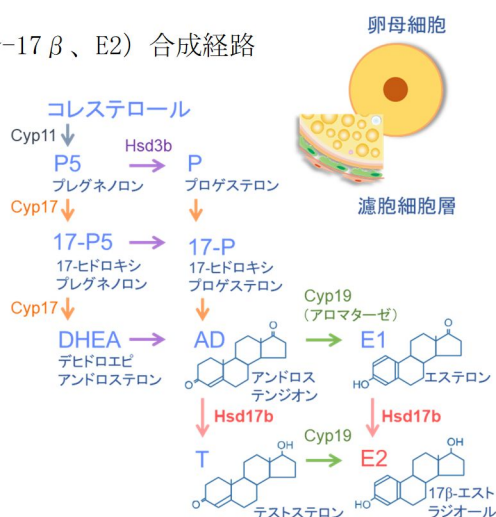 -17β、E2）合成経路
卵母細胞
濾胞細胞層
コレステロール
Cyp11
Hsd3b
P5
プレグネノロン
P
プロゲステロン
Cyp17
17-P5
17-ヒドロキシ
プレグネノロン
17-P
17-ヒドロキシ
プロゲステロン
Cyp17
Cyp19
（アロマターゼ）
DHEA
デヒドロエピ
アンドロステロン
AD
O
O
アンドロス
テンジオン
E1
O
HO
エステロン
Hsd17b
Hsd17b
T
OH
O
テストステロン
Cyp19
E2
OH
HO
17β-エスト
ラジオール